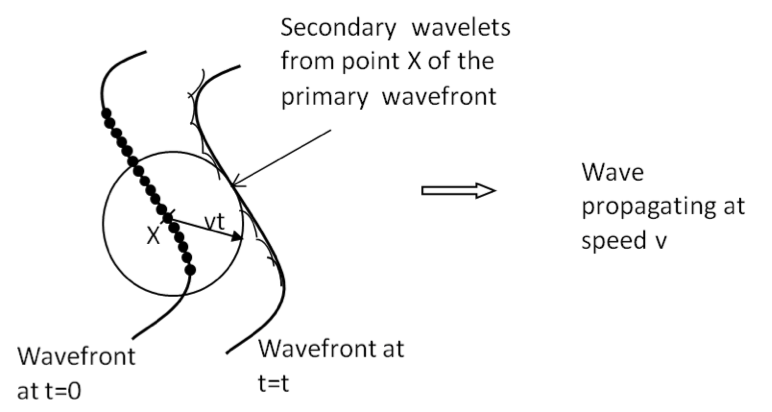 Secondary wavelets
from point X of the
primary wavefront
Wave
propagating at
speed v
X
vt
Wavefront
at t=0
Wavefront at
t=t